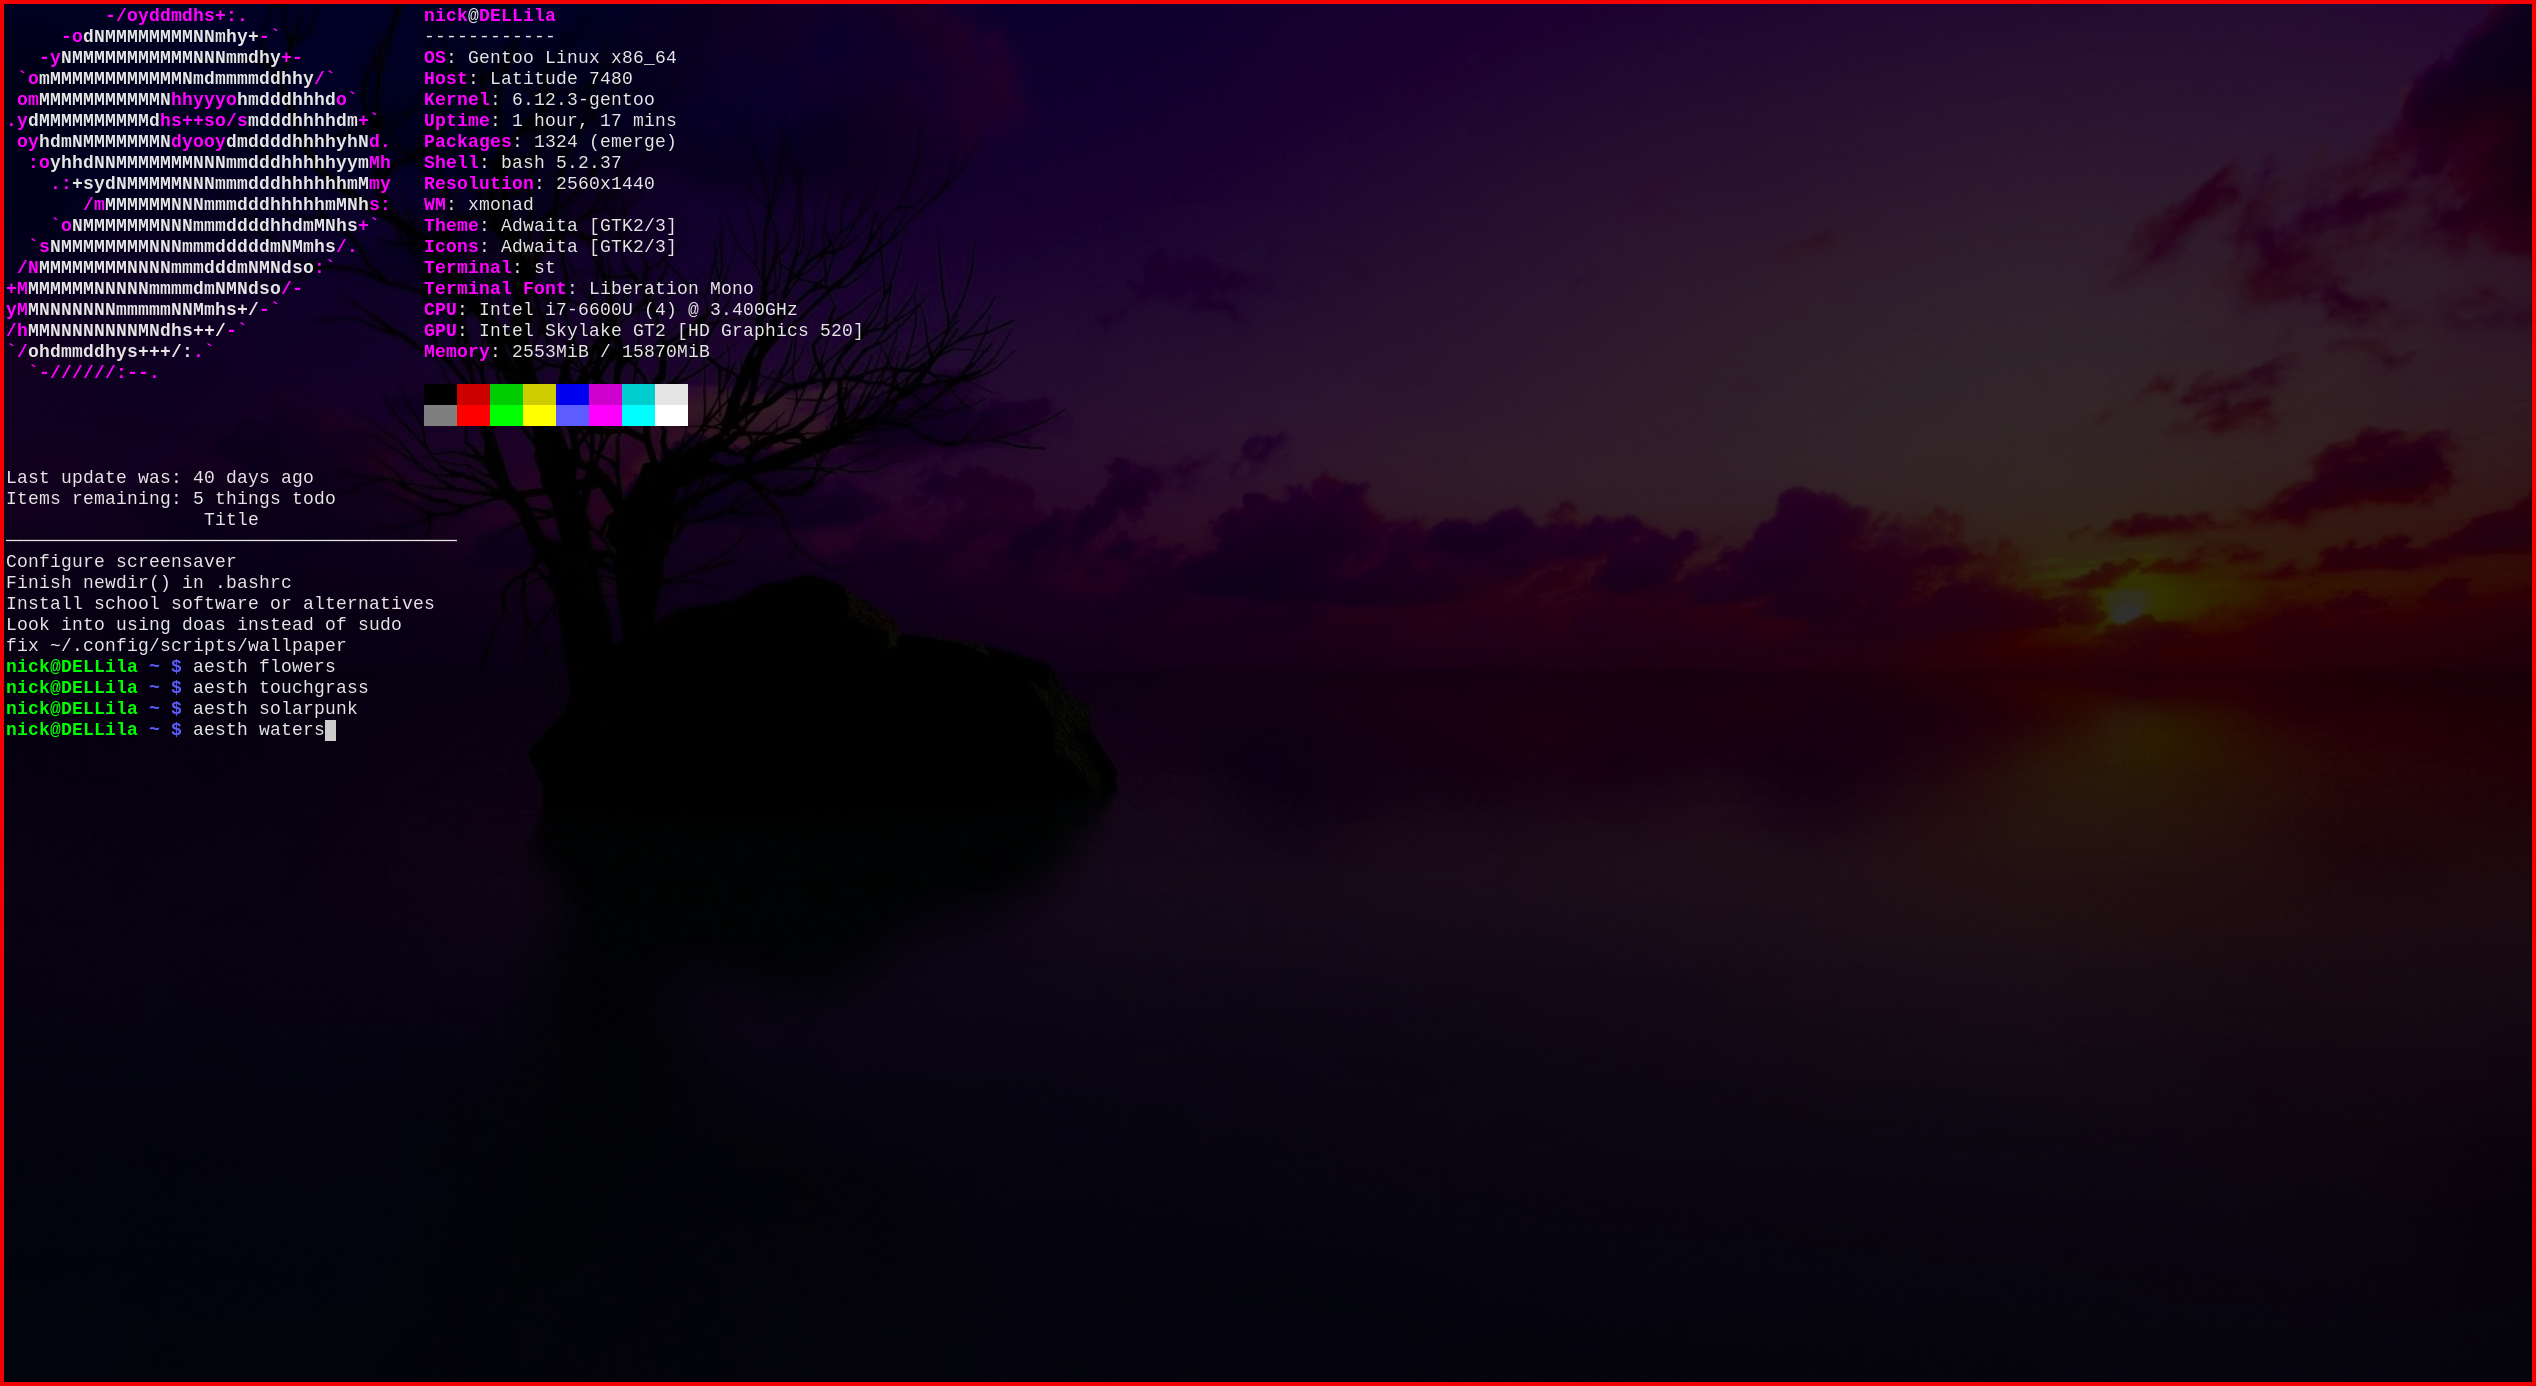 -/oyddmdhs+:.
-odNMMMMMMMMNNmhy+-`
-yNMMMMMMMMMMMNNNmmdhy+-
`omMMMMMMMMMMMMNmdmmmmddhhy/`
omMMMMMMMMMMMNhhyyyohmdddhhhdo`
.ydMMMMMMMMMMdhs++so/smdddhhhhdm+`
oyhdmNMMMMMMMNdyooydmddddhhhhyhNd.
:oyhhdNNMMMMMMMNNNmmdddhhhhhyymMh
.:+sydNMMMMMNNNmmmdddhhhhhhmMmy
/mMMMMMMNNNmmmdddhhhhhmMNhs:
`oNMMMMMMMNNNmmmddddhhdmMNhs+`
`sNMMMMMMMMNNNmmmdddddmNMmhs/.
/NMMMMMMMMNNNNmmmdddmNMNdso:`
+MMMMMMMNNNNNmmmmdmNMNdso/-
yMMNNNNNNNmmmmmNNMmhs+/-`
/hMMNNNNNNNNMNdhs++/-`
`/ohdmmddhys+++/:.`
`-//////:--.
nick@DELLila
------------
OS: Gentoo Linux x86_64
Host: Latitude 7480
Kernel: 6.12.3-gentoo
Uptime: 1 hour, 17 mins
Packages: 1324 (emerge)
Shell: bash 5.2.37
Resolution: 2560x1440
WM: xmonad
Theme: Adwaita [GTK2/3]
Icons: Adwaita [GTK2/3]
Terminal: st
Terminal Font: Liberation Mono
CPU: Intel i7-6600U (4) @ 3.400GHz
GPU: Intel Skylake GT2 [HD Graphics 520]
Memory: 2553MiB / 15870MiB
Last update was: 40 days ago
Items remaining: 5 things todo
Title
─────────────────────────────────────────
Configure screensaver
Finish newdir() in .bashrc
Install school software or alternatives
Look into using doas instead of sudo
fix ~/.config/scripts/wallpaper
nick@DELLila ~ $ aesth flowers
nick@DELLila ~ $ aesth touchgrass
nick@DELLila ~ $ aesth solarpunk
nick@DELLila ~ $ aesth waters